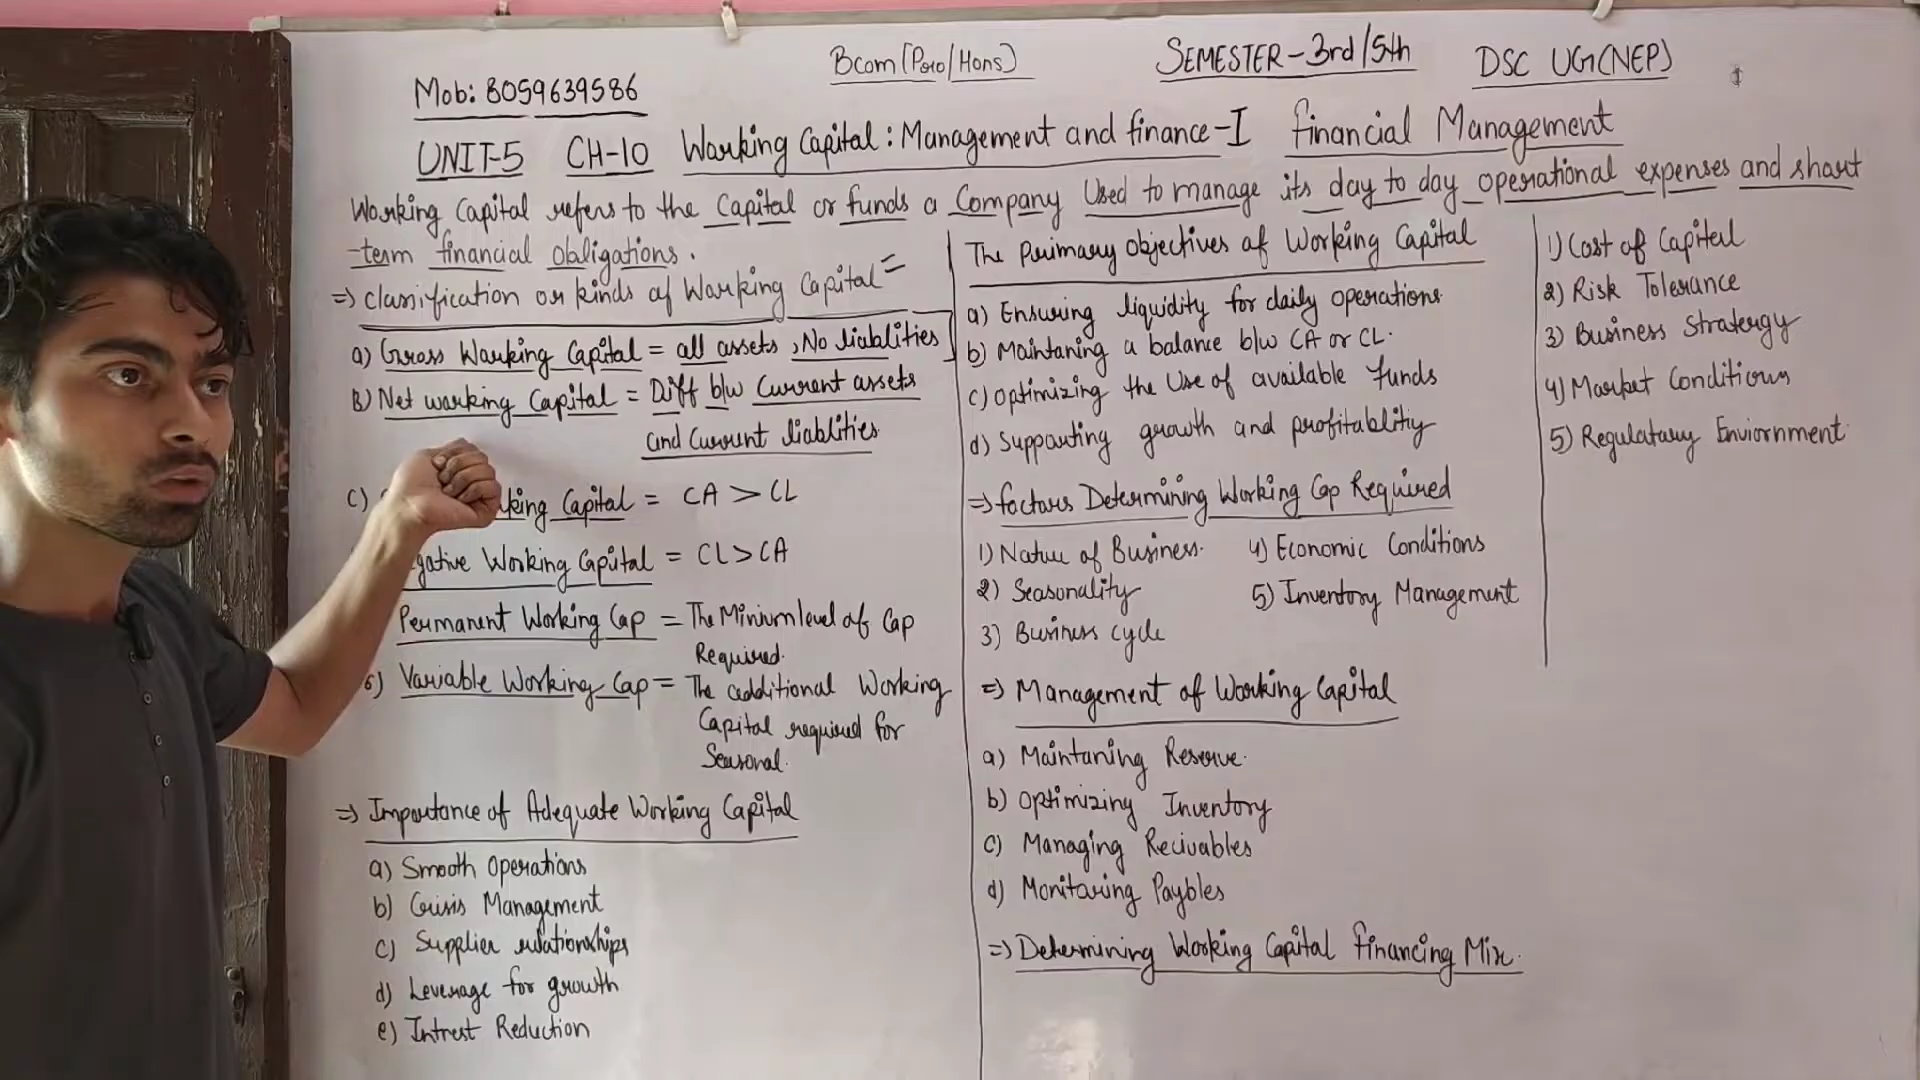 Bcom(Pro/Hons) SEMESTER-3rd/5th DSC UG(NEP)
Mob: 8059639586
UNIT-5 CH-10 Working Capital: Management and finance-I financial Management
Working Capital refers to the Capital or funds a Company Used to manage its day to day operational expenses and short
-term financial obligations.
=> Classification or kinds of Working Capital =
a) Gross Working Capital = all assets, No liablities
B) Net working Capital = Diff b/w Current assets
and Current liablities
c) king Capital = CA > CL
gative Working Capital = CL > CA
Permanent Working Cap = The Minium level of Cap
Required.
6) Variable Working Cap = The additional Working
Capital required for
Seasonal.
=> Importance of Adequate Working Capital
a) Smooth Operations
b) Crisis Management
c) Supplier relationships
d) Leverage for growth
e) Intrest Reduction
The Primary Objectives of Working Capital
a) Ensuring liquidity for daily operations.
b) Maintaning a balance b/w CA or CL.
c) Optimizing the Use of available funds
d) Supporting growth and profitablitiy
=> factors Determining Working Cap Required
1) Nature of Business. 4) Economic Conditions
2) Seasonality 5) Inventory Management
3) Business cycle
=> Management of Working Capital
a) Maintaning Reserve.
b) Optimizing Inventory
c) Managing Recivables
d) Monitoring Paybles
=> Determining Working Capital financing Mix.
1) Cost of Capital
2) Risk Tolerance
3) Business Stratergy
4) Market Conditions
5) Regulatary Enviornment